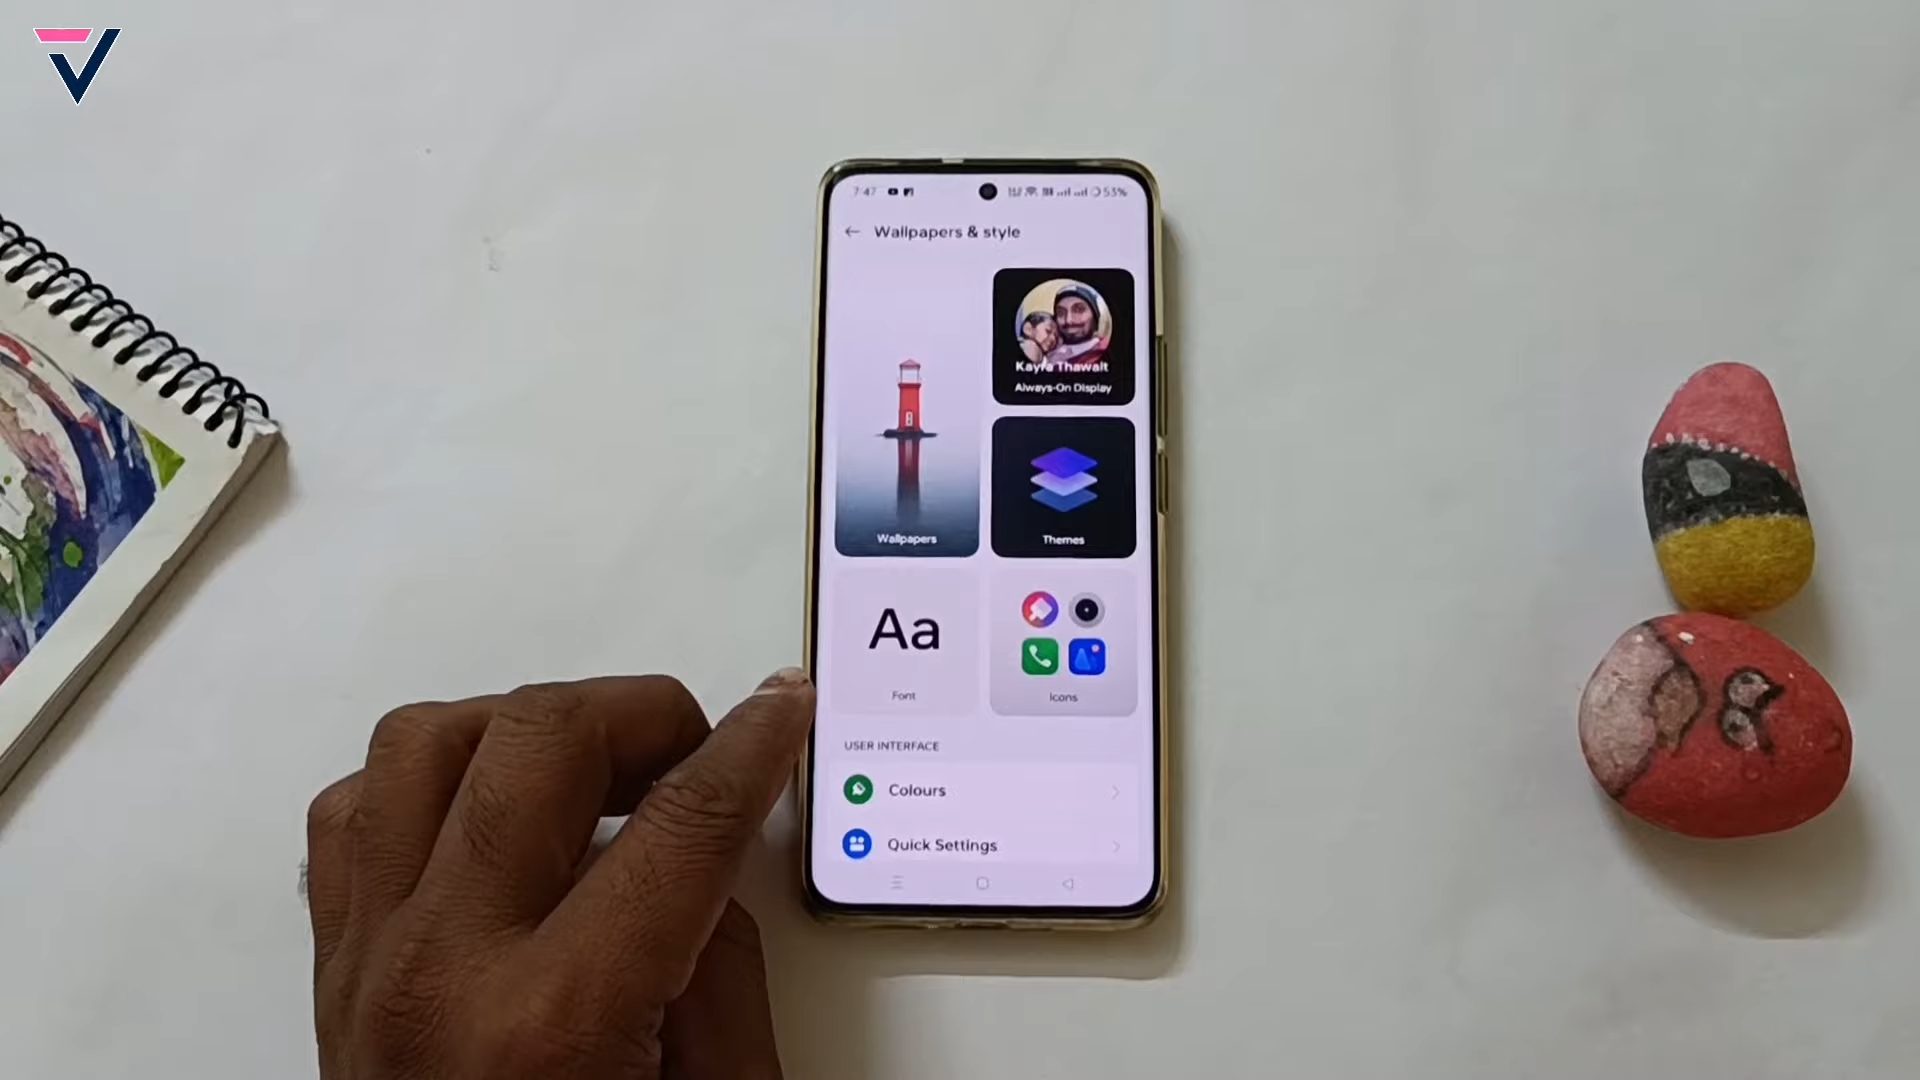 7:47
53%
Wallpapers & style
Kayra Thawait
Always-On Display
Wallpapers
Themes
Aa
Font
Icons
USER INTERFACE
Colours
Quick Settings